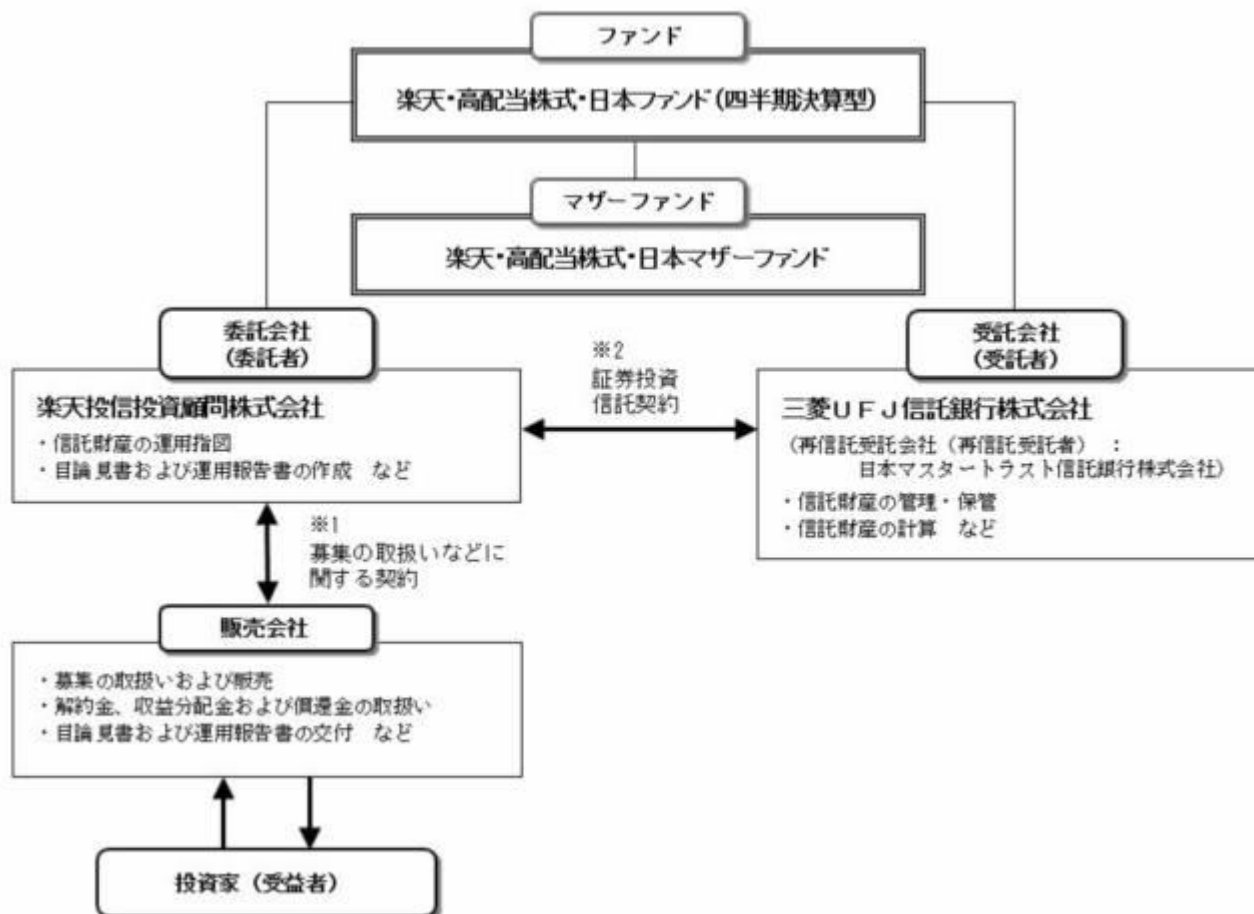 ファンド
楽天・高配当株式・日本ファンド(四半期決算型)
マザーファンド
楽天・高配当株式・日本マザーファンド
委託会社
(委託者)
楽天投信投資顧問株式会社
・信託財産の運用指図
・目論見書および運用報告書の作成 など
※2
証券投資
信託契約
受託会社
(受託者)
三菱UFJ信託銀行株式会社
(再信託受託会社(再信託受託者) :
日本マスタートラスト信託銀行株式会社)
・信託財産の管理・保管
・信託財産の計算 など
※1
募集の取扱いなどに
関する契約
販売会社
・募集の取扱いおよび販売
・解約金、収益分配金および償還金の取扱い
・目論見書および運用報告書の交付 など
投資家(受益者)